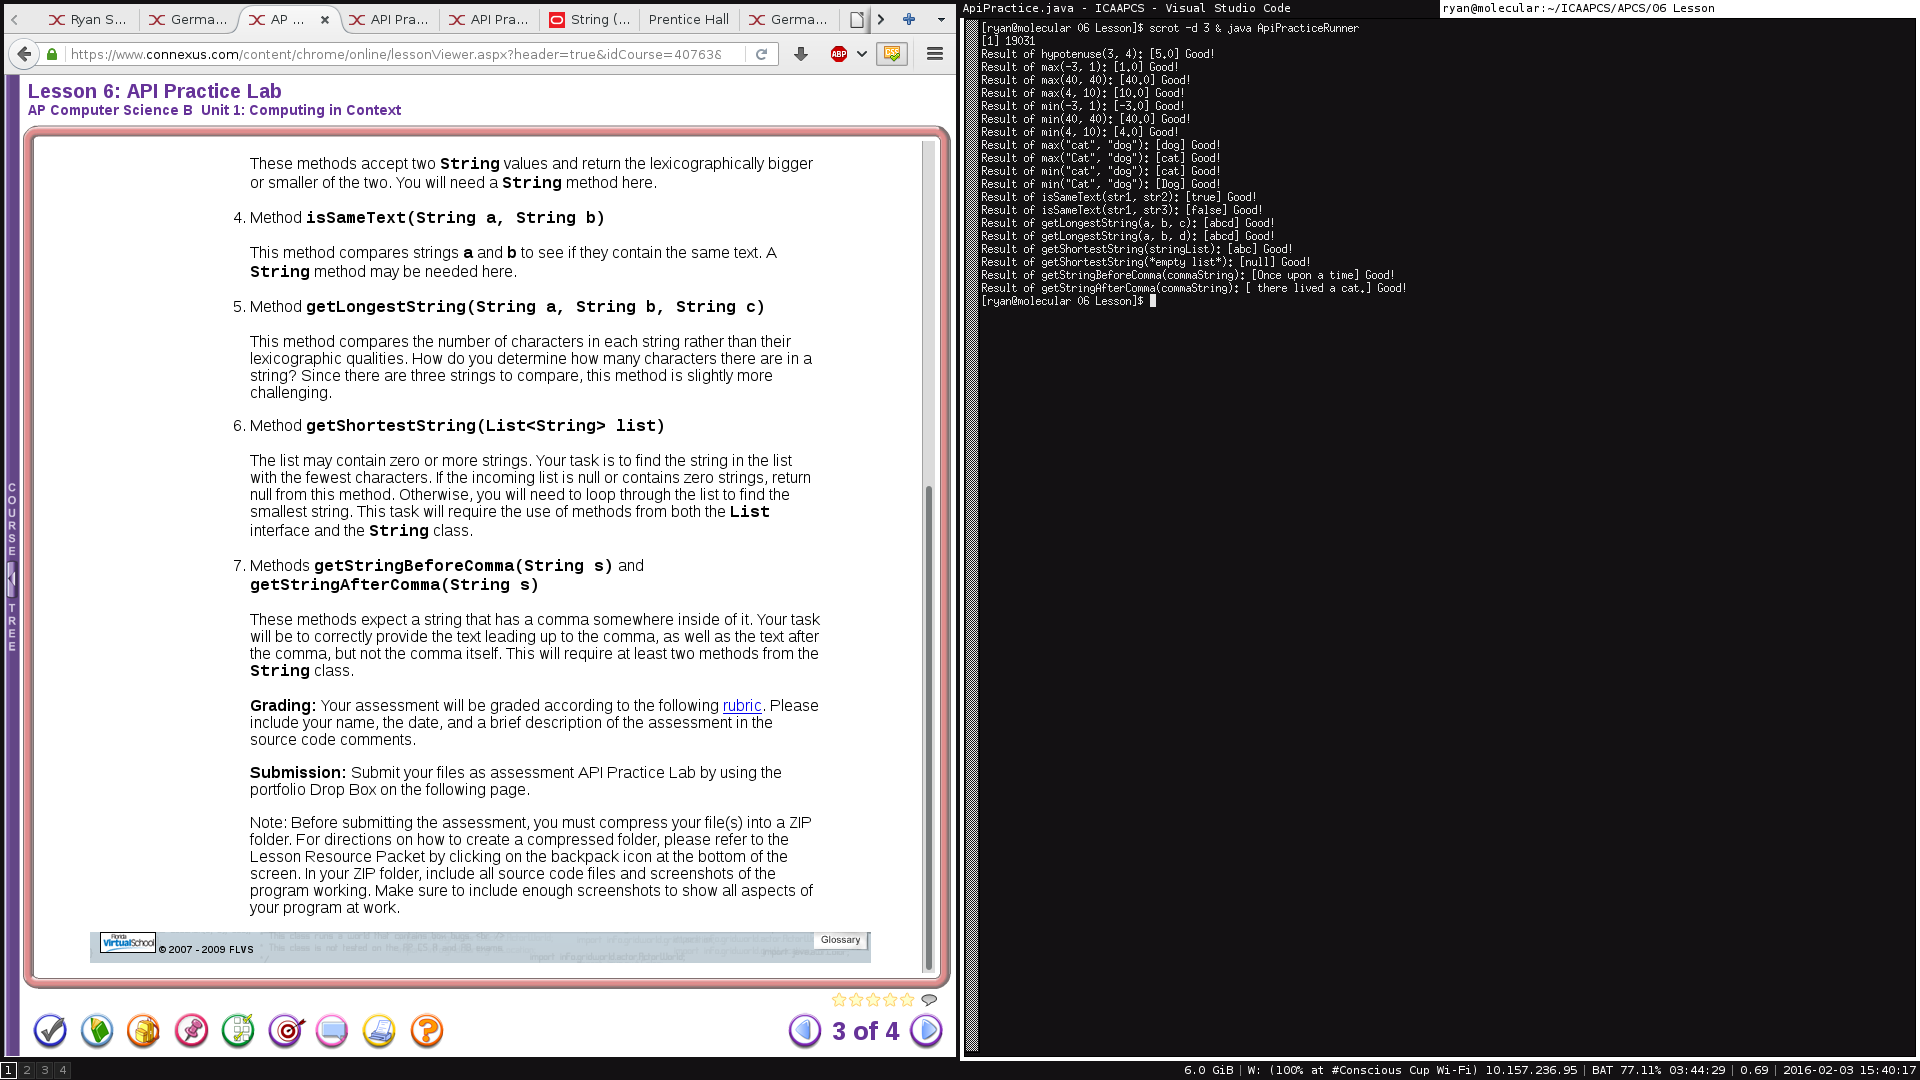 Ryan S...
Germa...
AP ...
API Pra...
API Pra...
String (...
Prentice Hall
Germa...
https://www.connexus.com/content/chrome/online/lessonViewer.aspx?header=true&idCourse=40763&
ABP
Lesson 6: API Practice Lab
AP Computer Science B Unit 1: Computing in Context
COURSE TREE
These methods accept two String values and return the lexicographically bigger
or smaller of the two. You will need a String method here.
4. Method isSameText(String a, String b)
This method compares strings a and b to see if they contain the same text. A
String method may be needed here.
5. Method getLongestString(String a, String b, String c)
This method compares the number of characters in each string rather than their
lexicographic qualities. How do you determine how many characters there are in a
string? Since there are three strings to compare, this method is slightly more
challenging.
6. Method getShortestString(List<String> list)
The list may contain zero or more strings. Your task is to find the string in the list
with the fewest characters. If the incoming list is null or contains zero strings, return
null from this method. Otherwise, you will need to loop through the list to find the
smallest string. This task will require the use of methods from both the List
interface and the String class.
7. Methods getStringBeforeComma(String s) and
getStringAfterComma(String s)
These methods expect a string that has a comma somewhere inside of it. Your task
will be to correctly provide the text leading up to the comma, as well as the text after
the comma, but not the comma itself. This will require at least two methods from the
String class.
Grading: Your assessment will be graded according to the following rubric. Please
include your name, the date, and a brief description of the assessment in the
source code comments.
Submission: Submit your files as assessment API Practice Lab by using the
portfolio Drop Box on the following page.
Note: Before submitting the assessment, you must compress your file(s) into a ZIP
folder. For directions on how to create a compressed folder, please refer to the
Lesson Resource Packet by clicking on the backpack icon at the bottom of the
screen. In your ZIP folder, include all source code files and screenshots of the
program working. Make sure to include enough screenshots to show all aspects of
your program at work.
Florida
VirtualSchool
© 2007 - 2009 FLVS
Glossary
3 of 4
ApiPractice.java - ICAAPCS - Visual Studio Code
ryan@molecular:~/ICAAPCS/APCS/06 Lesson
[ryan@molecular 06 Lesson]$ scrot -d 3 & java ApiPracticeRunner
[1] 19031
Result of hypotenuse(3, 4): [5.0] Good!
Result of max(-3, 1): [1.0] Good!
Result of max(40, 40): [40.0] Good!
Result of max(4, 10): [10.0] Good!
Result of min(-3, 1): [-3.0] Good!
Result of min(40, 40): [40.0] Good!
Result of min(4, 10): [4.0] Good!
Result of max("cat", "dog"): [dog] Good!
Result of max("Cat", "dog"): [cat] Good!
Result of min("cat", "dog"): [cat] Good!
Result of min("Cat", "dog"): [Dog] Good!
Result of isSameText(str1, str2): [true] Good!
Result of isSameText(str1, str3): [false] Good!
Result of getLongestString(a, b, c): [abcd] Good!
Result of getLongestString(a, b, d): [abcd] Good!
Result of getShortestString(stringList): [abc] Good!
Result of getShortestString(*empty list*): [null] Good!
Result of getStringBeforeComma(commaString): [Once upon a time] Good!
Result of getStringAfterComma(commaString): [ there lived a cat.] Good!
[ryan@molecular 06 Lesson]$
1 2 3 4
6.0 GiB | W: (100% at #Conscious Cup Wi-Fi) 10.157.236.95 | BAT 77.11% 03:44:29 | 0.69 | 2016-02-03 15:40:17